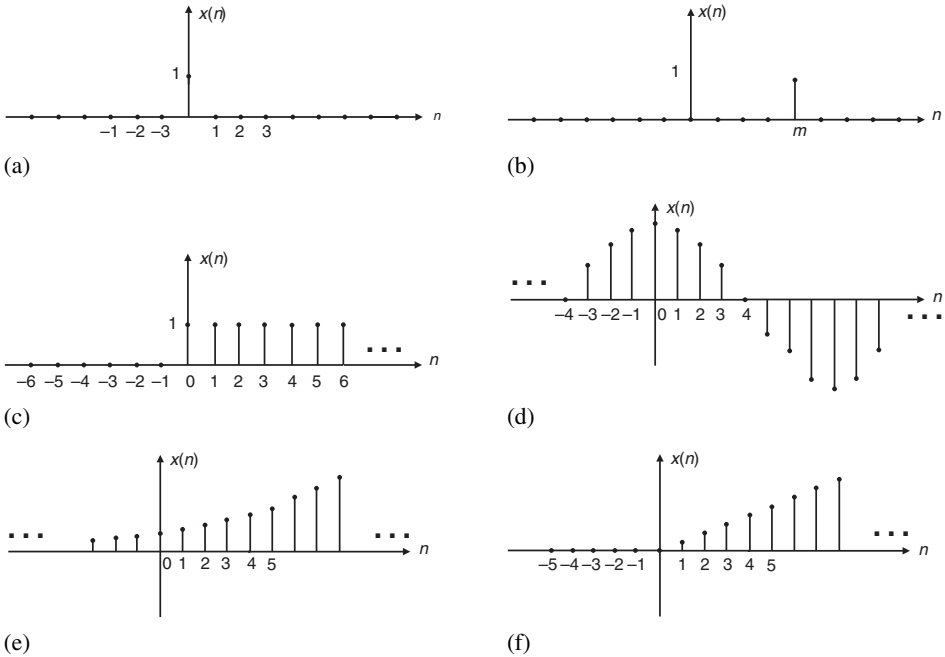 x(n)
1
n
–1 –2 –3 1 2 3
(a)
x(n)
1
n
m
(b)
x(n)
1
n
–6 –5 –4 –3 –2 –1 0 1 2 3 4 5 6
(c)
x(n)
n
–4 –3 –2 –1 0 1 2 3 4
(d)
x(n)
n
0 1 2 3 4 5
(e)
x(n)
n
–5 –4 –3 –2 –1 1 2 3 4 5
(f)